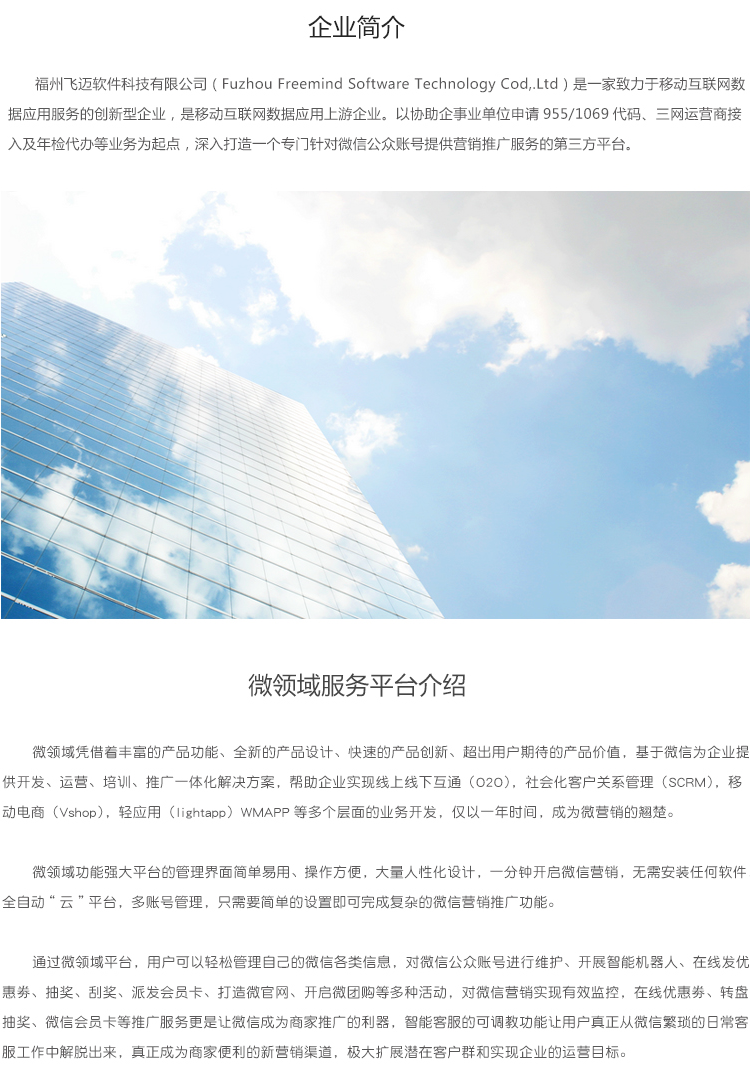 企业简介
福州飞迈软件科技有限公司（Fuzhou Freemind Software Technology Cod,.Ltd）是一家致力于移动互联网数
据应用服务的创新型企业，是移动互联网数据应用上游企业。以协助企事业单位申请 955/1069 代码、三网运营商接
入及年检代办等业务为起点，深入打造一个专门针对微信公众账号提供营销推广服务的第三方平台。
微领域服务平台介绍
微领域凭借着丰富的产品功能、全新的产品设计、快速的产品创新、超出用户期待的产品价值，基于微信为企业提
供开发、运营、培训、推广一体化解决方案，帮助企业实现线上线下互通（O2O），社会化客户关系管理（SCRM），移
动电商（Vshop），轻应用（lightapp）WMAPP 等多个层面的业务开发，仅以一年时间，成为微营销的翘楚。
微领域功能强大平台的管理界面简单易用、操作方便，大量人性化设计，一分钟开启微信营销，无需安装任何软件
全自动“云”平台，多账号管理，只需要简单的设置即可完成复杂的微信营销推广功能。
通过微领域平台，用户可以轻松管理自己的微信各类信息，对微信公众账号进行维护、开展智能机器人、在线发优
惠券、抽奖、刮奖、派发会员卡、打造微官网、开启微团购等多种活动，对微信营销实现有效监控，在线优惠券、转盘
抽奖、微信会员卡等推广服务更是让微信成为商家推广的利器，智能客服的可调教功能让用户真正从微信繁琐的日常客
服工作中解脱出来，真正成为商家便利的新营销渠道，极大扩展潜在客户群和实现企业的运营目标。